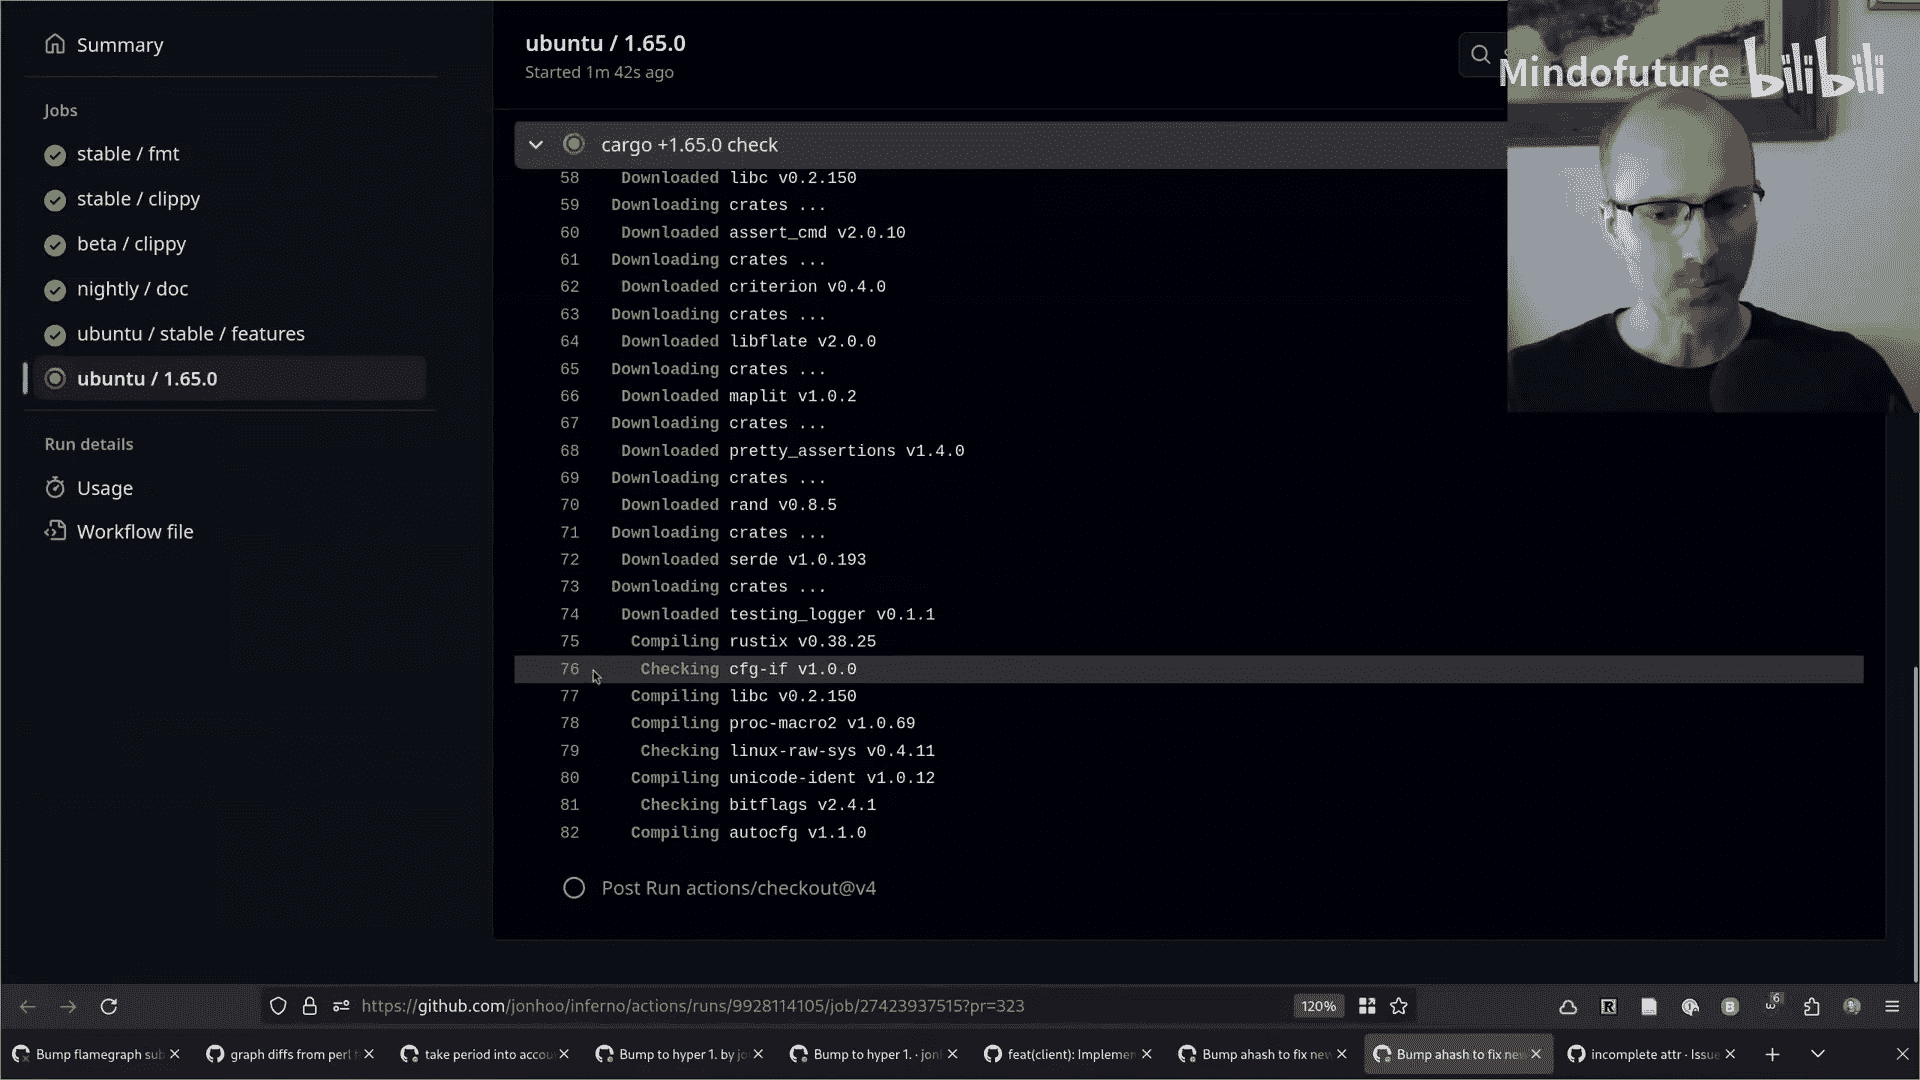 Summary
Jobs
stable / fmt
stable / clippy
beta / clippy
nightly / doc
ubuntu / stable / features
ubuntu / 1.65.0
Run details
Usage
Workflow file
ubuntu / 1.65.0
Started 1m 42s ago
Mindofuture bilibili
cargo +1.65.0 check
58 Downloaded libc v0.2.150
59 Downloading crates ...
60 Downloaded assert_cmd v2.0.10
61 Downloading crates ...
62 Downloaded criterion v0.4.0
63 Downloading crates ...
64 Downloaded libflate v2.0.0
65 Downloading crates ...
66 Downloaded maplit v1.0.2
67 Downloading crates ...
68 Downloaded pretty_assertions v1.4.0
69 Downloading crates ...
70 Downloaded rand v0.8.5
71 Downloading crates ...
72 Downloaded serde v1.0.193
73 Downloading crates ...
74 Downloaded testing_logger v0.1.1
75 Compiling rustix v0.38.25
76 Checking cfg-if v1.0.0
77 Compiling libc v0.2.150
78 Compiling proc-macro2 v1.0.69
79 Checking linux-raw-sys v0.4.11
80 Compiling unicode-ident v1.0.12
81 Checking bitflags v2.4.1
82 Compiling autocfg v1.1.0
Post Run actions/checkout@v4
https://github.com/jonhoo/inferno/actions/runs/9928114105/job/27423937515?pr=323
120%
R
B
6
Bump flamegraph sub
graph diffs from perl
take period into accou
Bump to hyper 1. by jo
Bump to hyper 1. · jon
feat(client): Implemen
Bump ahash to fix nev
Bump ahash to fix nev
incomplete attr · Issue